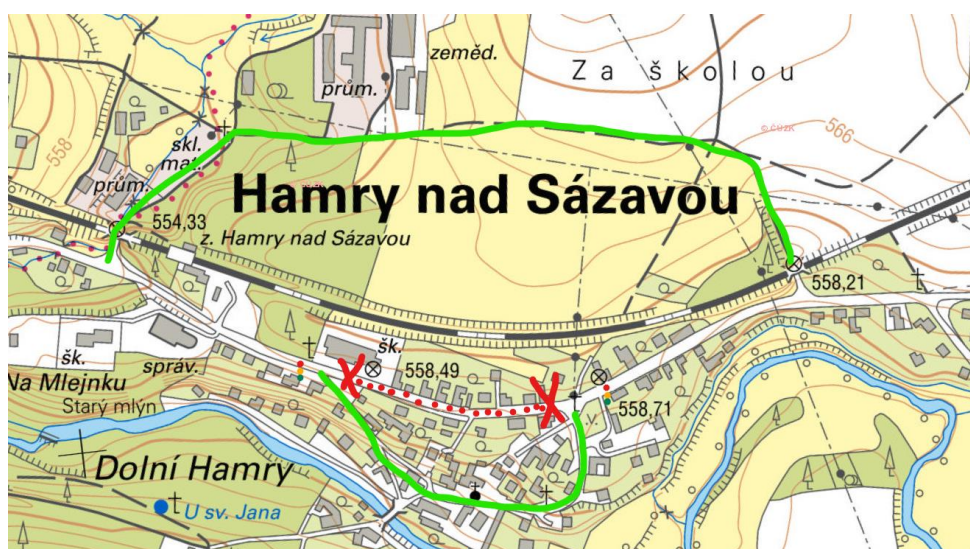 zeměd.
Za školou
prům.
© ČÚZK
566
558
skl.
mat.
prům.
Hamry nad Sázavou
554,33
z. Hamry nad Sázavou
558,21
šk.
558,49
šk.
správ.
Na Mlejnku
Starý mlýn
558,71
Dolní Hamry
U sv. Jana